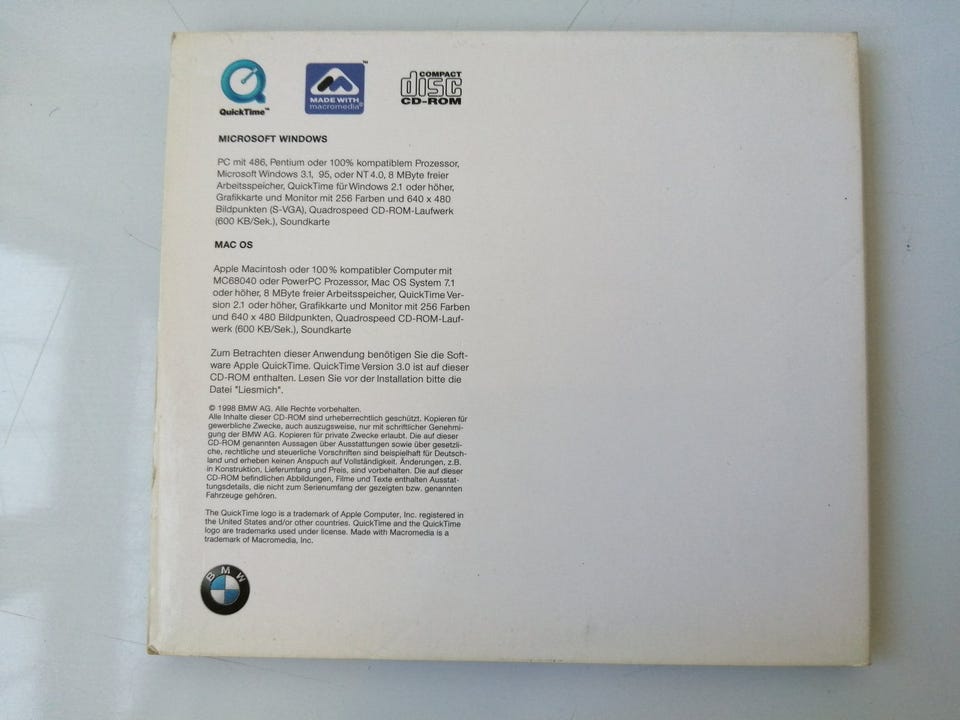 QuickTime™
MADE WITH
macromedia®
™
COMPACT
disc
CD-ROM
MICROSOFT WINDOWS
PC mit 486, Pentium oder 100% kompatiblem Prozessor,
Microsoft Windows 3.1, 95, oder NT 4.0, 8 MByte freier
Arbeitsspeicher, QuickTime für Windows 2.1 oder höher,
Grafikkarte und Monitor mit 256 Farben und 640 x 480
Bildpunkten (S-VGA), Quadrospeed CD-ROM-Laufwerk
(600 KB/Sek.), Soundkarte
MAC OS
Apple Macintosh oder 100% kompatibler Computer mit
MC68040 oder PowerPC Prozessor, Mac OS System 7.1
oder höher, 8 MByte freier Arbeitsspeicher, QuickTime Ver-
sion 2.1 oder höher, Grafikkarte und Monitor mit 256 Farben
und 640 x 480 Bildpunkten, Quadrospeed CD-ROM-Lauf-
werk (600 KB/Sek.), Soundkarte
Zum Betrachten dieser Anwendung benötigen Sie die Soft-
ware Apple QuickTime. QuickTime Version 3.0 ist auf dieser
CD-ROM enthalten. Lesen Sie vor der Installation bitte die
Datei "Liesmich".
© 1998 BMW AG. Alle Rechte vorbehalten.
Alle Inhalte dieser CD-ROM sind urheberrechtlich geschützt. Kopieren für
gewerbliche Zwecke, auch auszugsweise, nur mit schriftlicher Genehmi-
gung der BMW AG. Kopieren für private Zwecke erlaubt. Die auf dieser
CD-ROM genannten Aussagen über Ausstattungen sowie über gesetzli-
che, rechtliche und steuerliche Vorschriften sind beispielhaft für Deutsch-
land und erheben keinen Anspruch auf Vollständigkeit. Änderungen, z.B.
in Konstruktion, Lieferumfang und Preis, sind vorbehalten. Die auf dieser
CD-ROM befindlichen Abbildungen, Filme und Texte enthalten Ausstat-
tungsdetails, die nicht zum Serienumfang der gezeigten bzw. genannten
Fahrzeuge gehören.
The QuickTime logo is a trademark of Apple Computer, Inc. registered in
the United States and/or other countries. QuickTime and the QuickTime
logo are trademarks used under license. Made with Macromedia is a
trademark of Macromedia, Inc.
BMW